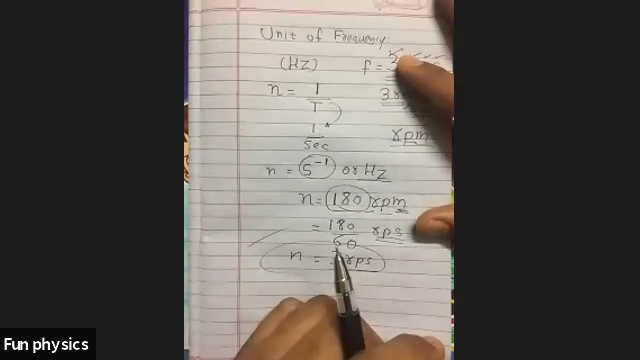 Unit of Frequency
(HZ) f =
n = 1
T
1
Sec
rpm
n = S⁻¹ or HZ
n = 180 rpm
= 180 rps
60
n = rps
Fun physics